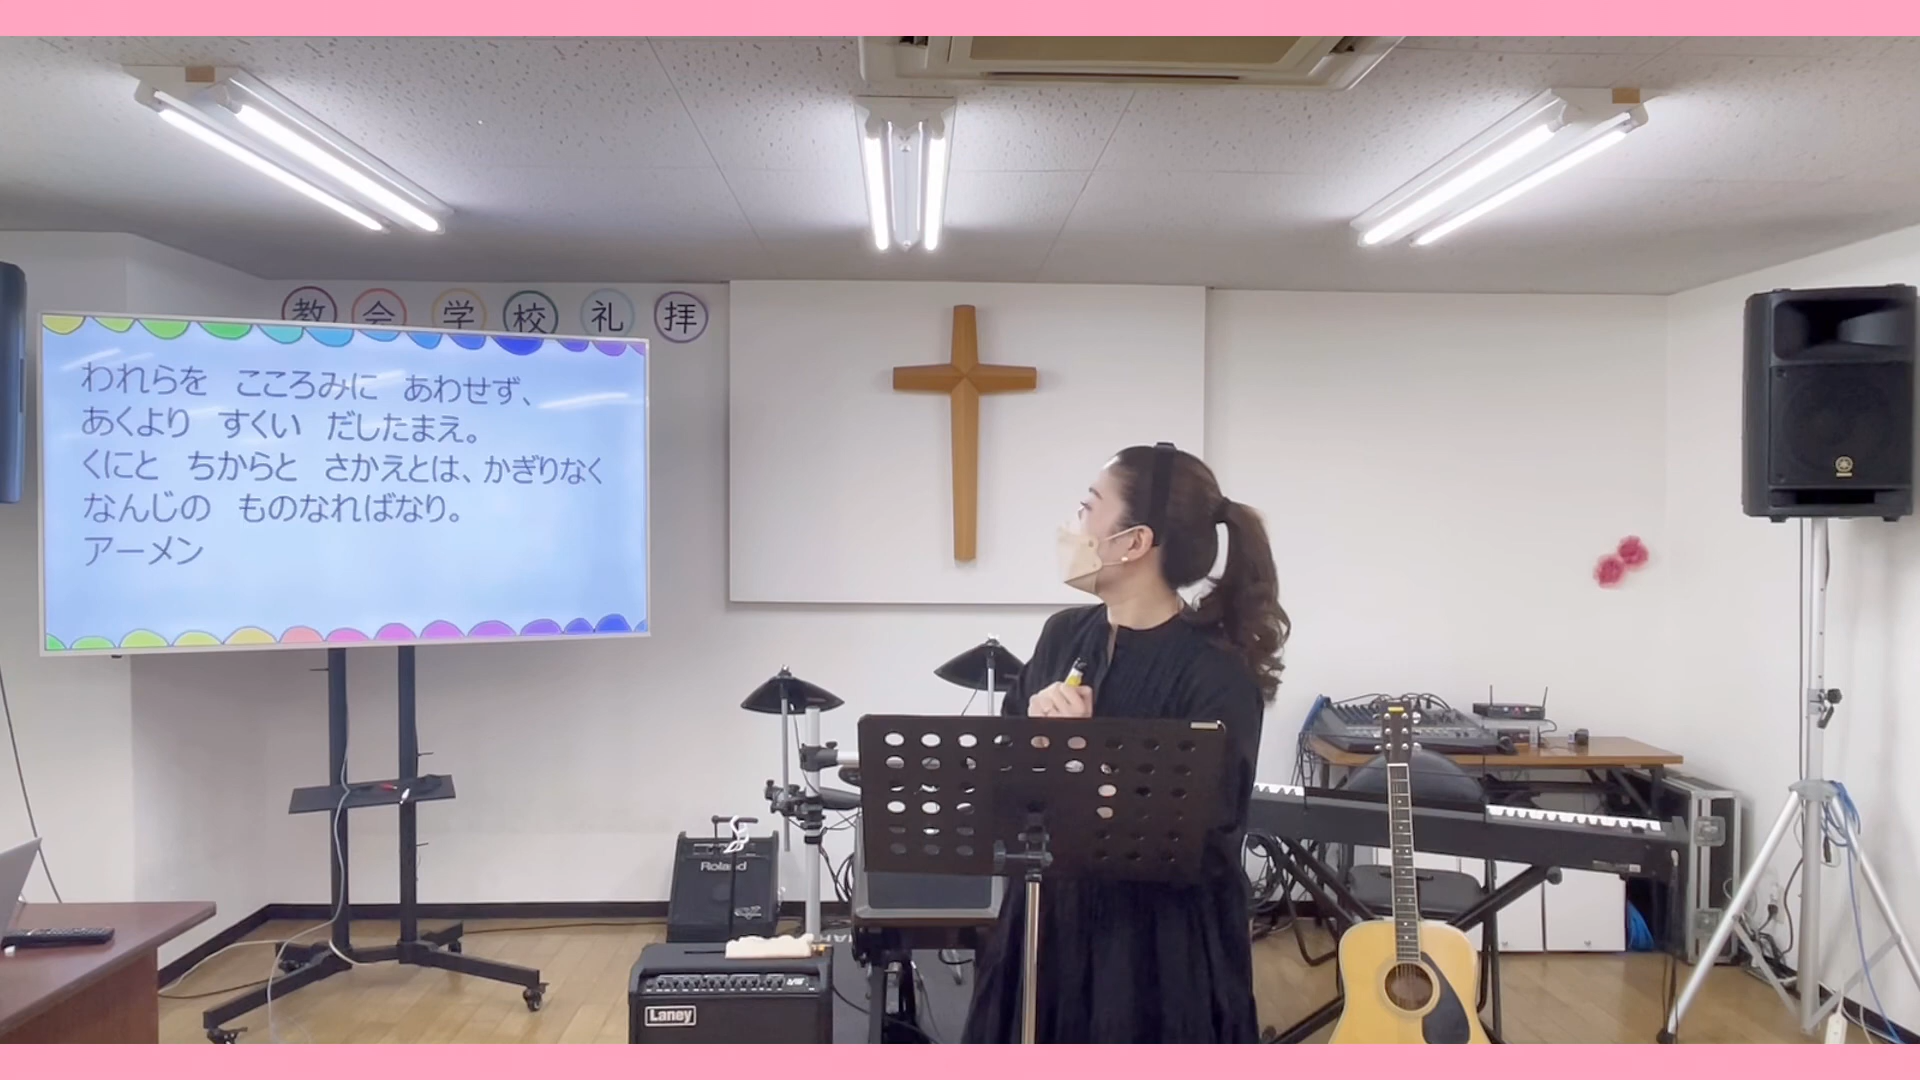 教会学校礼拝
われらを　こころみに　あわせず、
あくより　すくい　だしたまえ。
くにと　ちからと　さかえとは、かぎりなく
なんじの　ものなればなり。
アーメン
Roland
Laney